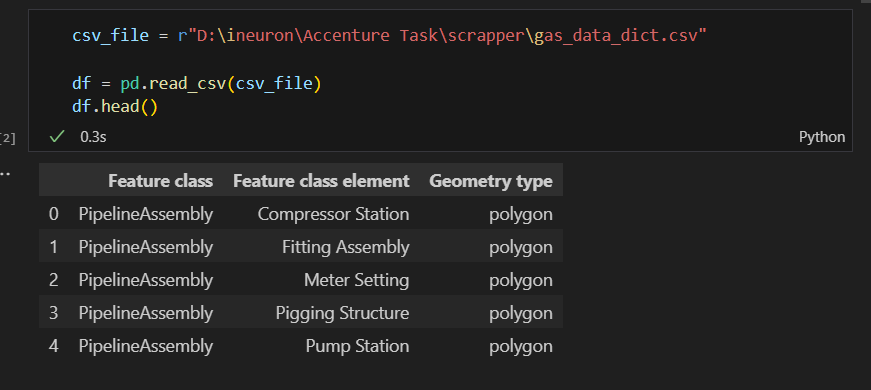 csv_file = r"D:\ineuron\Accenture Task\scrapper\gas_data_dict.csv"
df = pd.read_csv(csv_file)
df.head()
[2]
✓ 0.3s
Python
Feature class Feature class element Geometry type
0 PipelineAssembly Compressor Station polygon
1 PipelineAssembly Fitting Assembly polygon
2 PipelineAssembly Meter Setting polygon
3 PipelineAssembly Pigging Structure polygon
4 PipelineAssembly Pump Station polygon